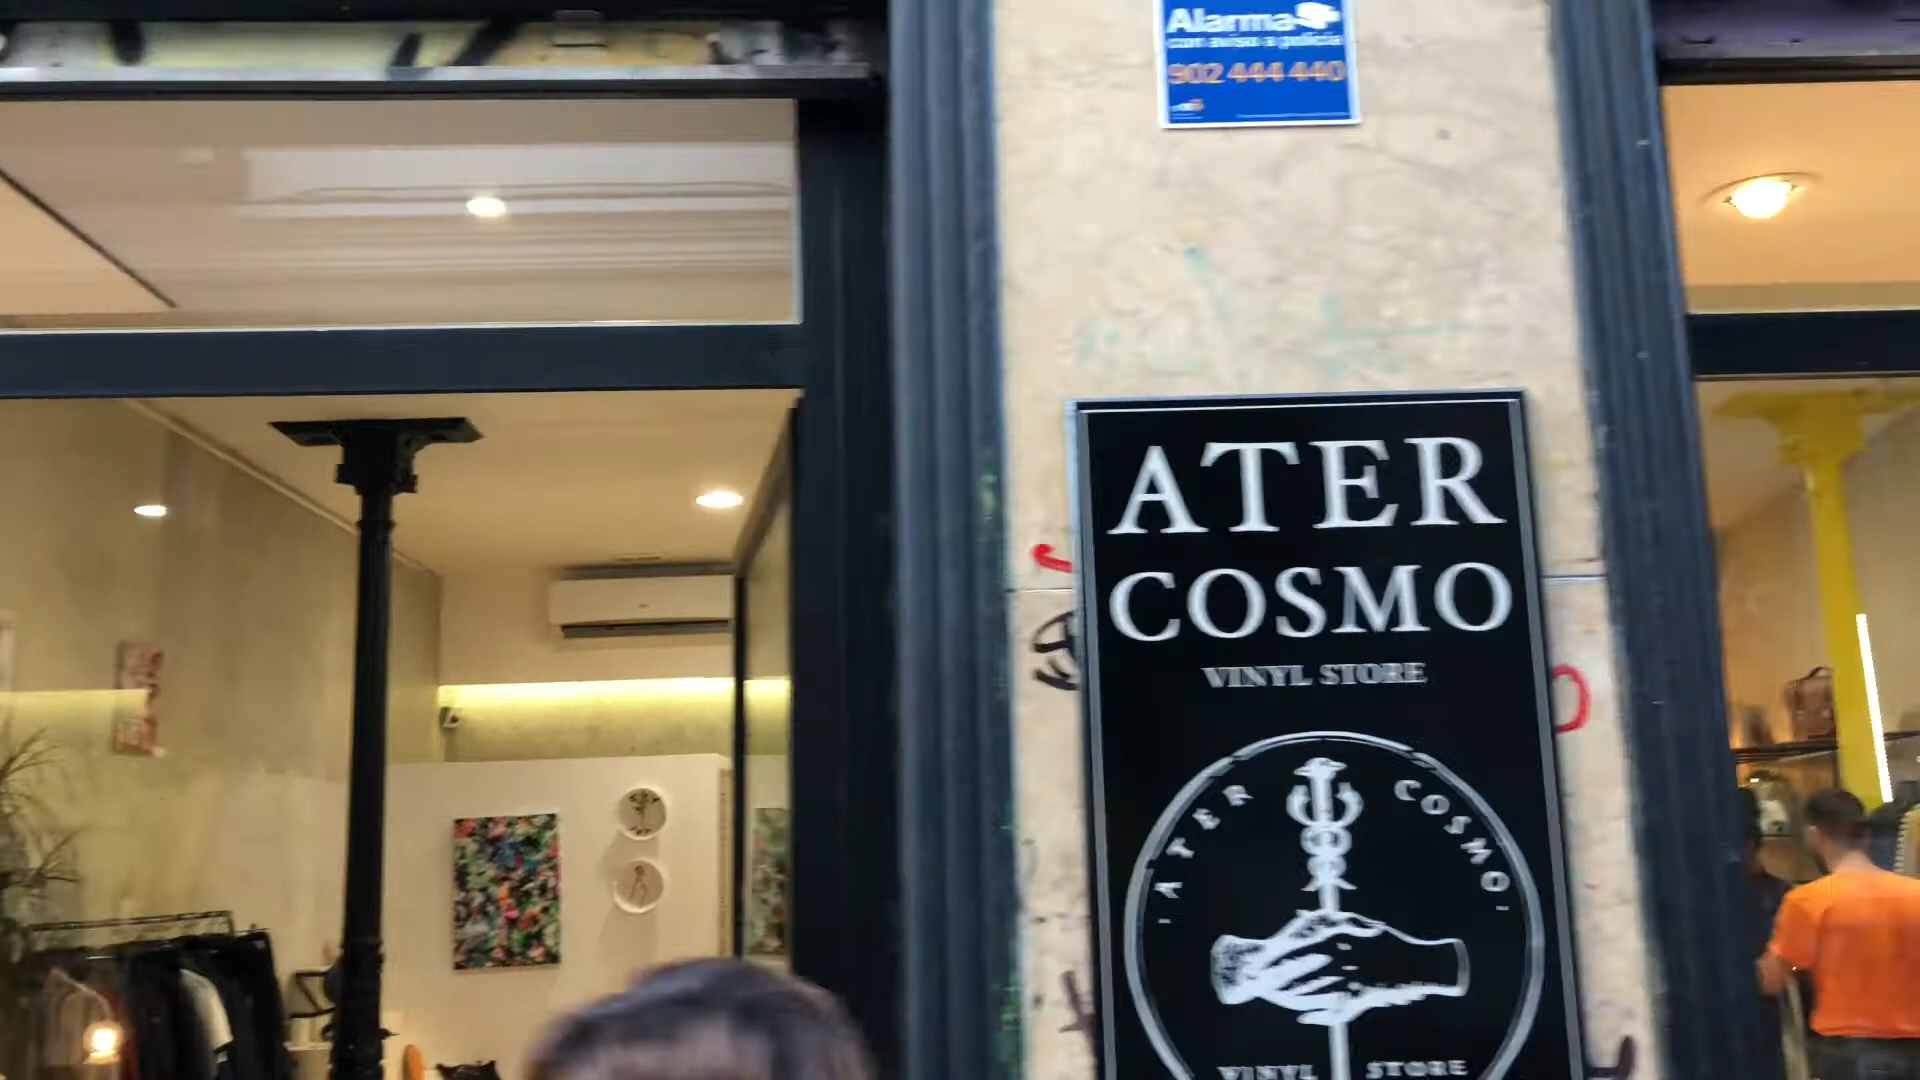 Alarma
con aviso a policía
902 444 440
ATER
COSMO
VINYL STORE
'ATER COSMO'
VINYL STORE